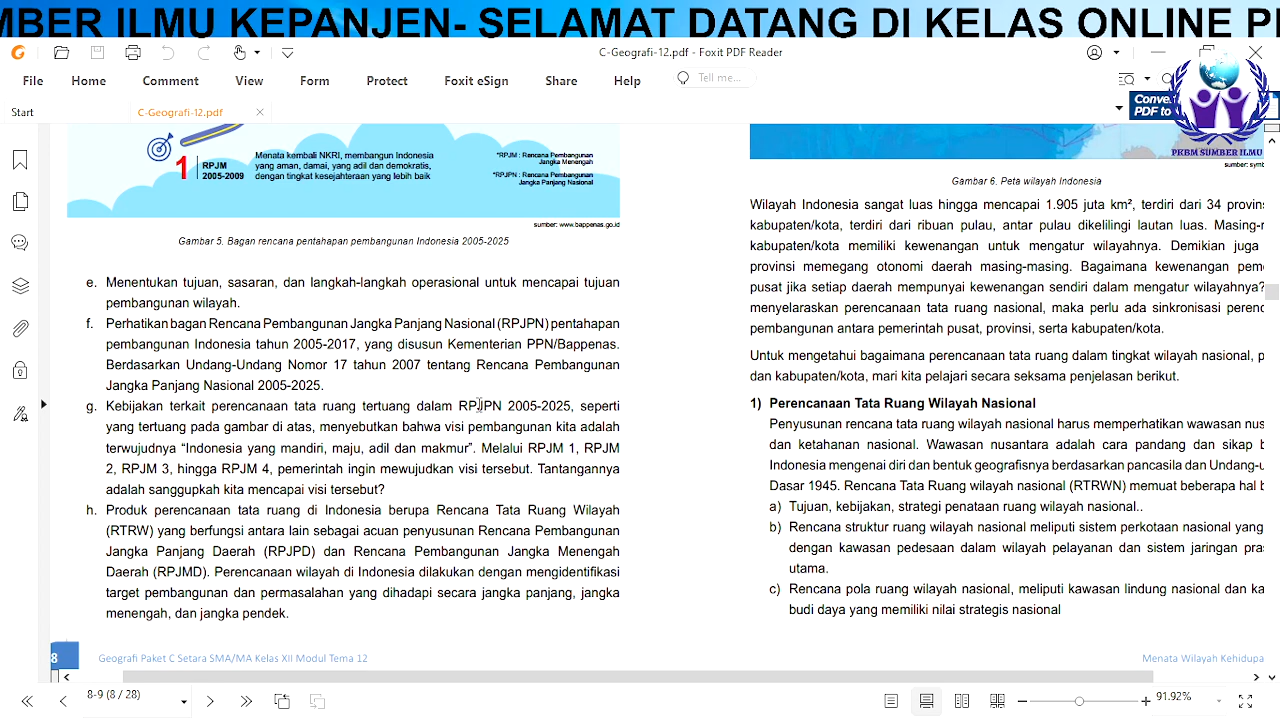 MBER ILMU KEPANJEN- SELAMAT DATANG DI KELAS ONLINE P
C-Geografi-12.pdf - Foxit PDF Reader
File Home Comment View Form Protect Foxit eSign Share Help Tell me...
Start C-Geografi-12.pdf
Conve
PDF to
PKBM SUMBER ILMU
1 RPJM
2005-2009
Menata kembali NKRI, membangun Indonesia
yang aman, damai, yang adil dan demokratis,
dengan tingkat kesejahteraan yang lebih baik
*RPJM : Rencana Pembangunan
Jangka Menengah
*RPJPN : Rencana Pembangunan
Jangka Panjang Nasional
sumber: www.bappenas.go.id
Gambar 5. Bagan rencana pentahapan pembangunan Indonesia 2005-2025
e. Menentukan tujuan, sasaran, dan langkah-langkah operasional untuk mencapai tujuan
pembangunan wilayah.
f. Perhatikan bagan Rencana Pembangunan Jangka Panjang Nasional (RPJPN) pentahapan
pembangunan Indonesia tahun 2005-2017, yang disusun Kementerian PPN/Bappenas.
Berdasarkan Undang-Undang Nomor 17 tahun 2007 tentang Rencana Pembangunan
Jangka Panjang Nasional 2005-2025.
g. Kebijakan terkait perencanaan tata ruang tertuang dalam RPJPN 2005-2025, seperti
yang tertuang pada gambar di atas, menyebutkan bahwa visi pembangunan kita adalah
terwujudnya “Indonesia yang mandiri, maju, adil dan makmur”. Melalui RPJM 1, RPJM
2, RPJM 3, hingga RPJM 4, pemerintah ingin mewujudkan visi tersebut. Tantangannya
adalah sanggupkah kita mencapai visi tersebut?
h. Produk perencanaan tata ruang di Indonesia berupa Rencana Tata Ruang Wilayah
(RTRW) yang berfungsi antara lain sebagai acuan penyusunan Rencana Pembangunan
Jangka Panjang Daerah (RPJPD) dan Rencana Pembangunan Jangka Menengah
Daerah (RPJMD). Perencanaan wilayah di Indonesia dilakukan dengan mengidentifikasi
target pembangunan dan permasalahan yang dihadapi secara jangka panjang, jangka
menengah, dan jangka pendek.
8 Geografi Paket C Setara SMA/MA Kelas XII Modul Tema 12
sumber: symb
Gambar 6. Peta wilayah Indonesia
Wilayah Indonesia sangat luas hingga mencapai 1.905 juta km², terdiri dari 34 provins
kabupaten/kota, terdiri dari ribuan pulau, antar pulau dikelilingi lautan luas. Masing-r
kabupaten/kota memiliki kewenangan untuk mengatur wilayahnya. Demikian juga
provinsi memegang otonomi daerah masing-masing. Bagaimana kewenangan peme
pusat jika setiap daerah mempunyai kewenangan sendiri dalam mengatur wilayahnya?
menyelaraskan perencanaan tata ruang nasional, maka perlu ada sinkronisasi perenc
pembangunan antara pemerintah pusat, provinsi, serta kabupaten/kota.
Untuk mengetahui bagaimana perencanaan tata ruang dalam tingkat wilayah nasional, p
dan kabupaten/kota, mari kita pelajari secara seksama penjelasan berikut.
1) Perencanaan Tata Ruang Wilayah Nasional
Penyusunan rencana tata ruang wilayah nasional harus memperhatikan wawasan nus
dan ketahanan nasional. Wawasan nusantara adalah cara pandang dan sikap b
Indonesia mengenai diri dan bentuk geografisnya berdasarkan pancasila dan Undang-u
Dasar 1945. Rencana Tata Ruang wilayah nasional (RTRWN) memuat beberapa hal b
a) Tujuan, kebijakan, strategi penataan ruang wilayah nasional..
b) Rencana struktur ruang wilayah nasional meliputi sistem perkotaan nasional yang
dengan kawasan pedesaan dalam wilayah pelayanan dan sistem jaringan pra
utama.
c) Rencana pola ruang wilayah nasional, meliputi kawasan lindung nasional dan ka
budi daya yang memiliki nilai strategis nasional
Menata Wilayah Kehidupa
8-9 (8 / 28) 91.92%